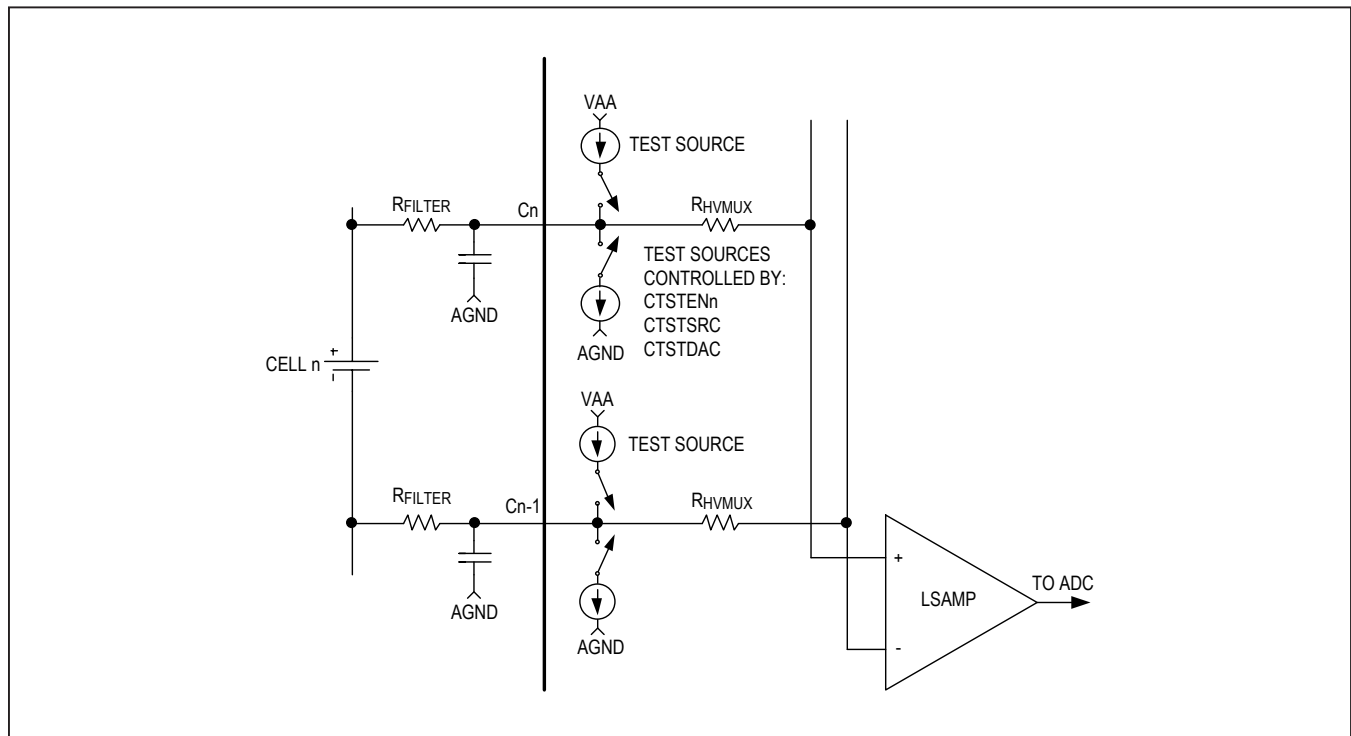 VAA
TEST SOURCE
RFILTER
Cn
RHVMUX
TEST SOURCES
CONTROLLED BY:
CTSTENn
CTSTSRC
CTSTDAC
AGND
AGND
CELL n
+
-
VAA
TEST SOURCE
RFILTER
Cn-1
RHVMUX
AGND
AGND
+
-
LSAMP
TO ADC